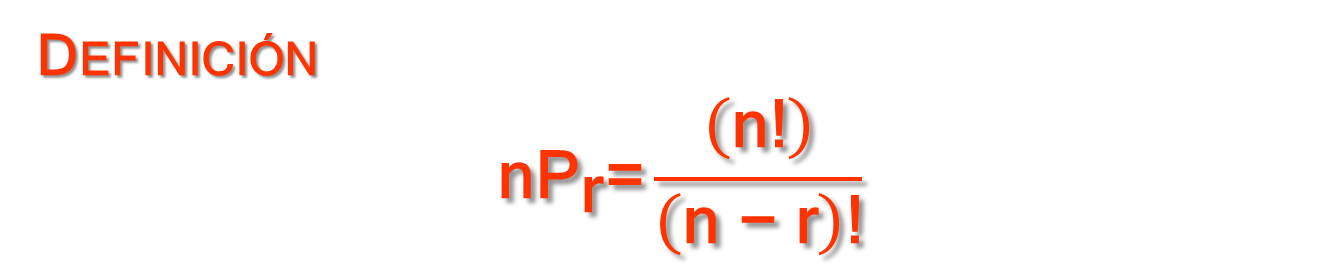 DEFINICIÓN
nPr= (n!)
(n − r)!